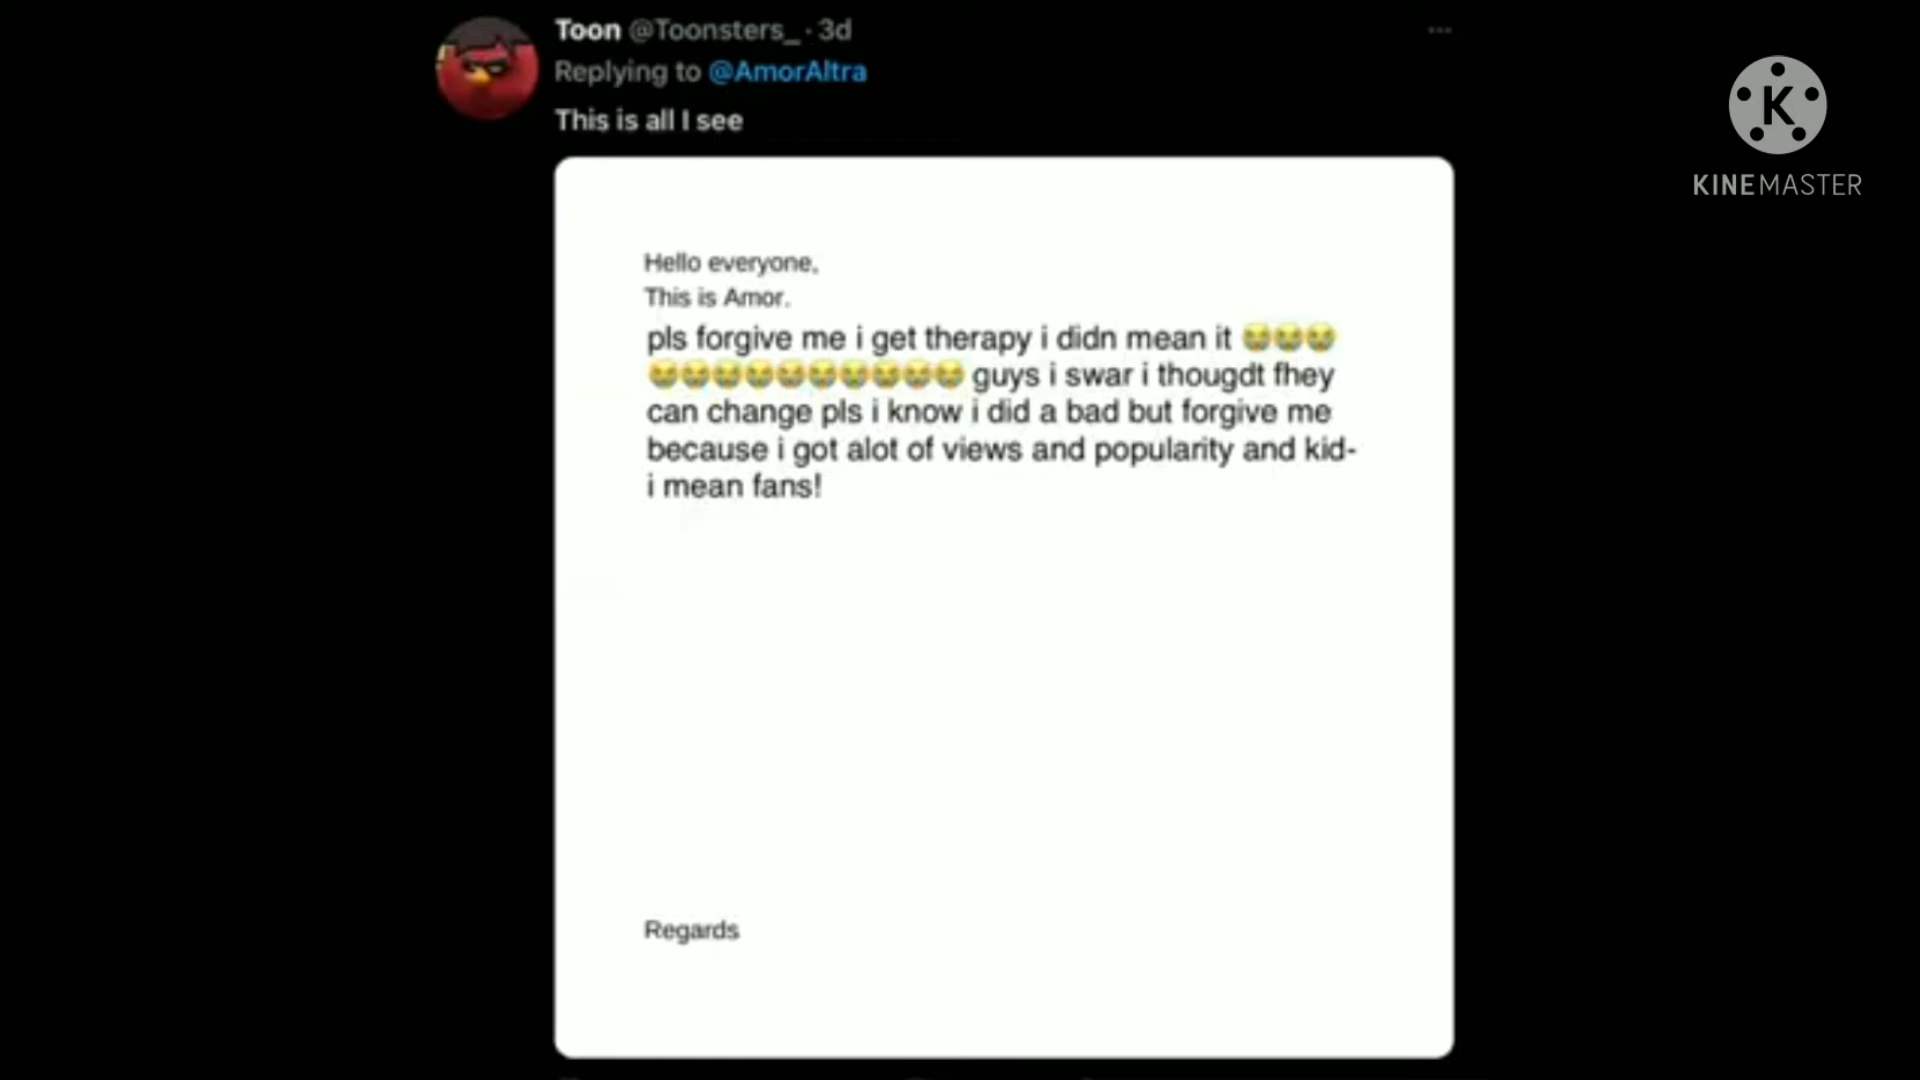 Toon @Toonsters_ · 3d
Replying to @AmorAltra
This is all I see
K
KINEMASTER
Hello everyone,
This is Amor.
pls forgive me i get therapy i didn mean it 😭😭😭
😭😭😭😭😭😭😭😭😭😭 guys i swar i thougdt fhey
can change pls i know i did a bad but forgive me
because i got alot of views and popularity and kid-
i mean fans!
Regards